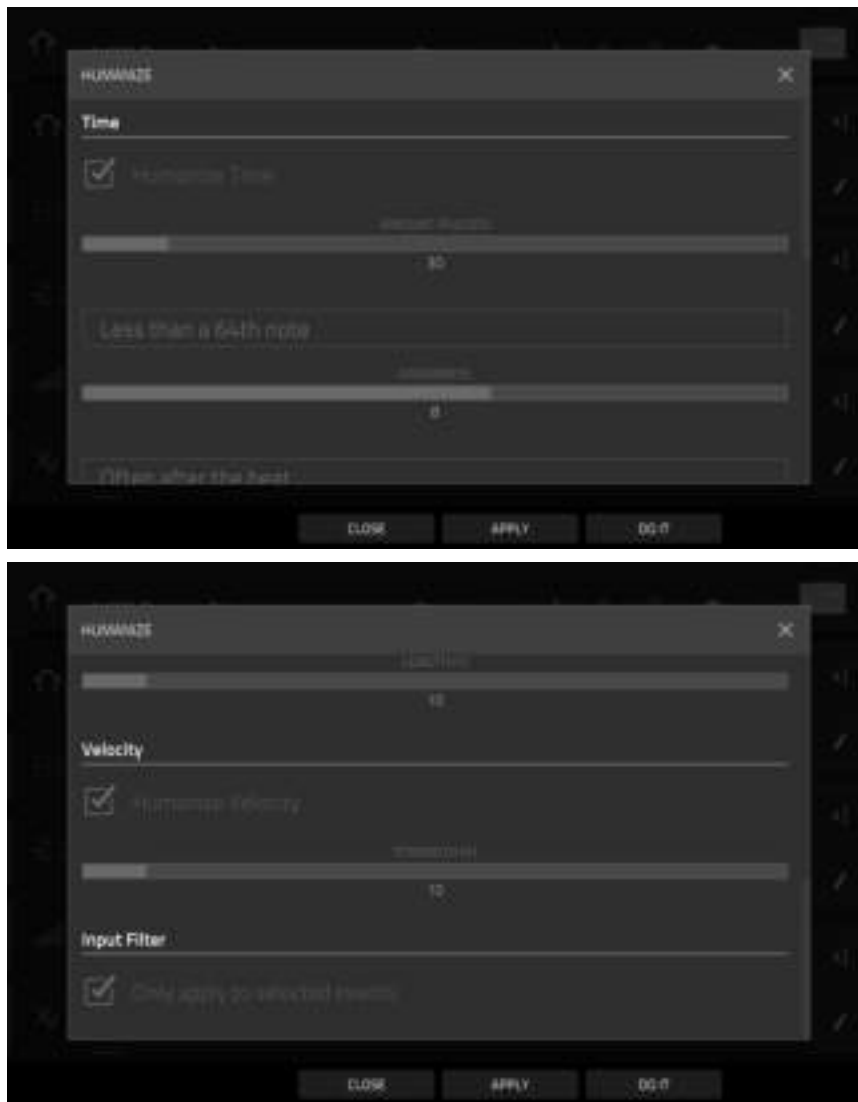 HUMANIZE
Time
Humanize Time
30
Less than a 64th note
Often after the beat
CLOSE APPLY DO IT
HUMANIZE
10
Velocity
Humanize Velocity
10
Input Filter
Only apply to selected events
CLOSE APPLY DO IT